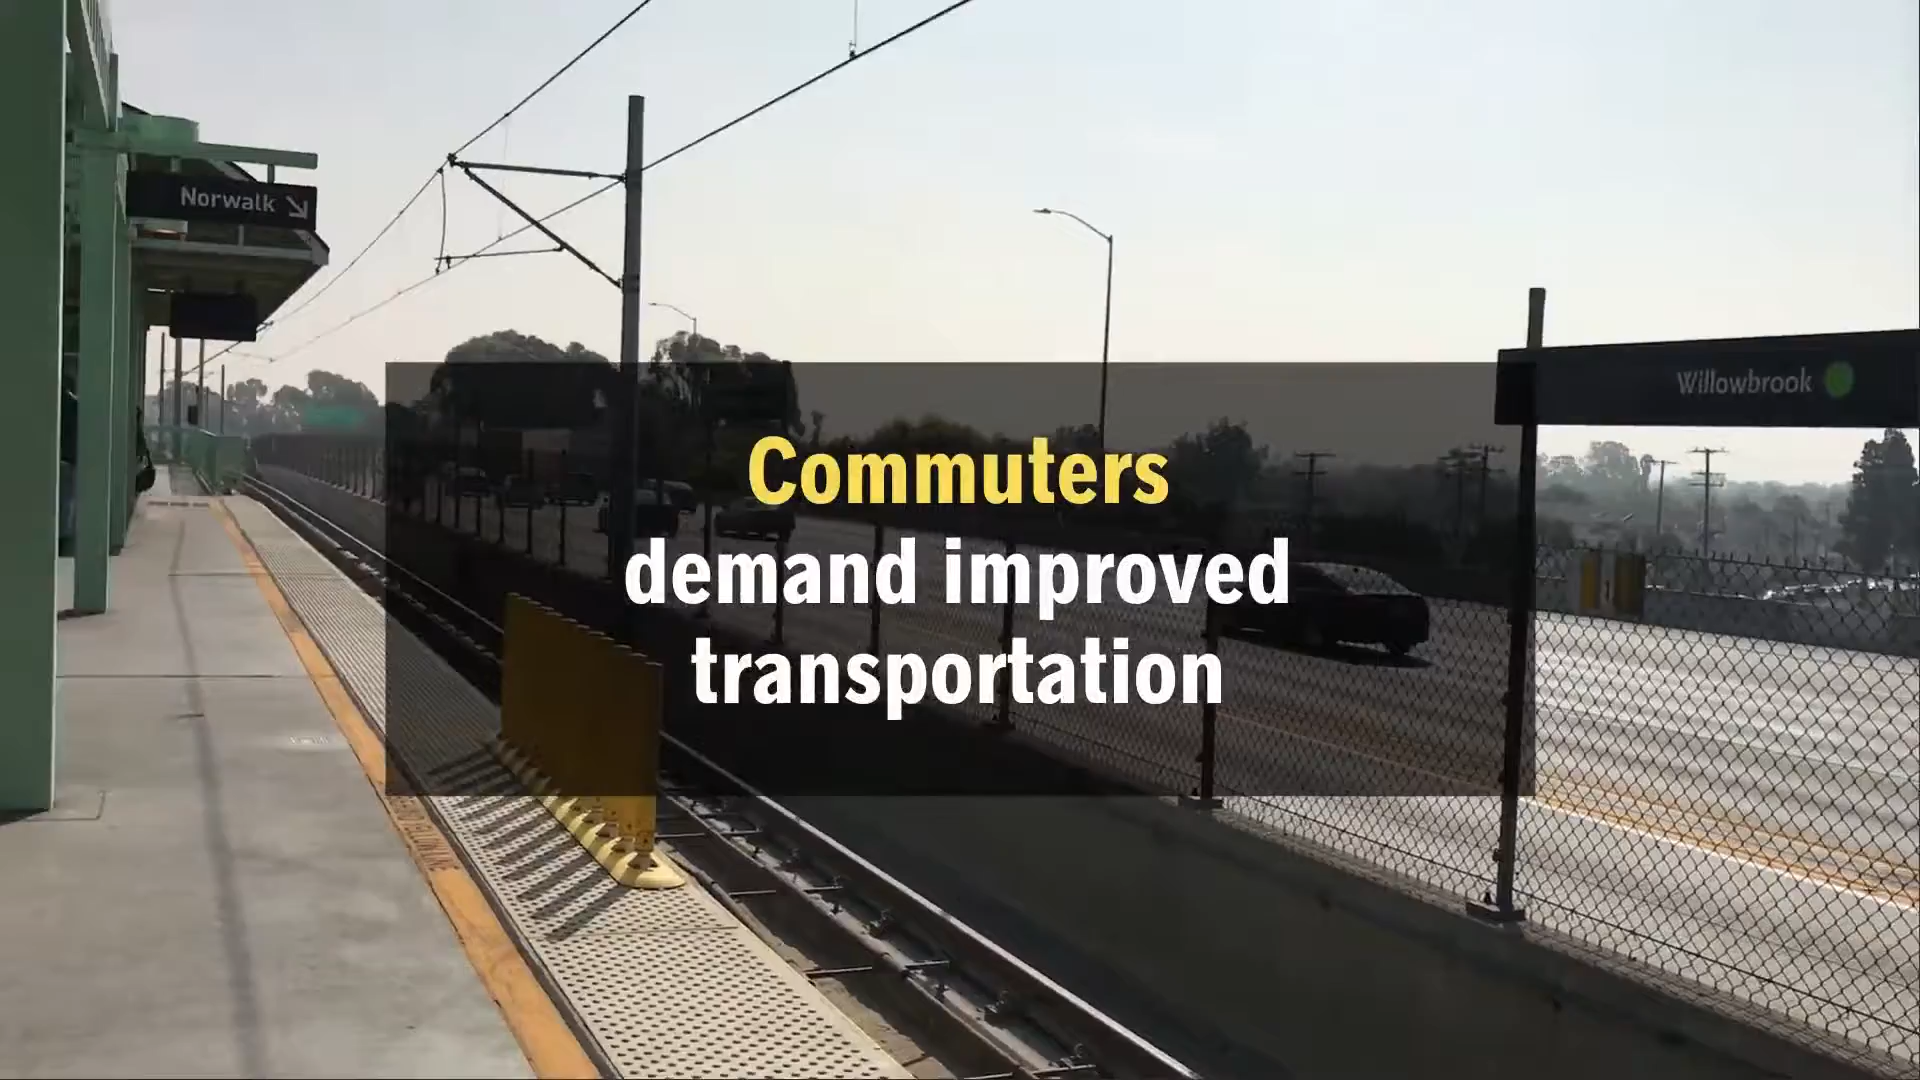 Norwalk
Willowbrook
Commuters
demand improved
transportation